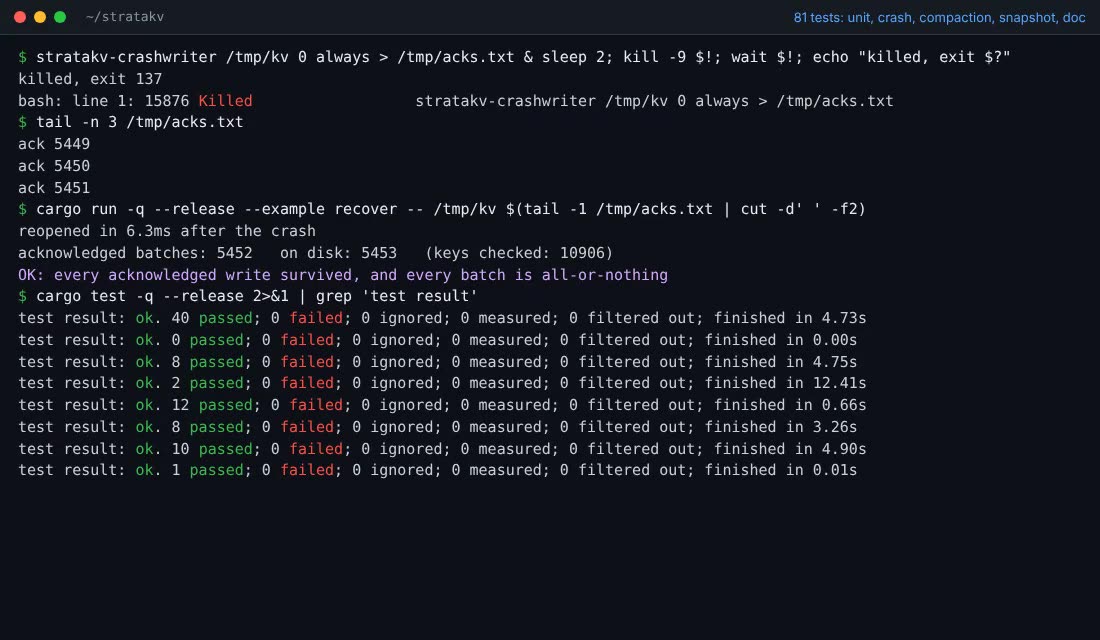 ~/stratakv
81 tests: unit, crash, compaction, snapshot, doc
$ stratakv-crashwriter /tmp/kv 0 always > /tmp/acks.txt & sleep 2; kill -9 $!; wait $!; echo "killed, exit $?"
killed, exit 137
bash: line 1: 15876 Killed                  stratakv-crashwriter /tmp/kv 0 always > /tmp/acks.txt
$ tail -n 3 /tmp/acks.txt
ack 5449
ack 5450
ack 5451
$ cargo run -q --release --example recover -- /tmp/kv $(tail -1 /tmp/acks.txt | cut -d' ' -f2)
reopened in 6.3ms after the crash
acknowledged batches: 5452   on disk: 5453   (keys checked: 10906)
OK: every acknowledged write survived, and every batch is all-or-nothing
$ cargo test -q --release 2>&1 | grep 'test result'
test result: ok. 40 passed; 0 failed; 0 ignored; 0 measured; 0 filtered out; finished in 4.73s
test result: ok. 0 passed; 0 failed; 0 ignored; 0 measured; 0 filtered out; finished in 0.00s
test result: ok. 8 passed; 0 failed; 0 ignored; 0 measured; 0 filtered out; finished in 4.75s
test result: ok. 2 passed; 0 failed; 0 ignored; 0 measured; 0 filtered out; finished in 12.41s
test result: ok. 12 passed; 0 failed; 0 ignored; 0 measured; 0 filtered out; finished in 0.66s
test result: ok. 8 passed; 0 failed; 0 ignored; 0 measured; 0 filtered out; finished in 3.26s
test result: ok. 10 passed; 0 failed; 0 ignored; 0 measured; 0 filtered out; finished in 4.90s
test result: ok. 1 passed; 0 failed; 0 ignored; 0 measured; 0 filtered out; finished in 0.01s